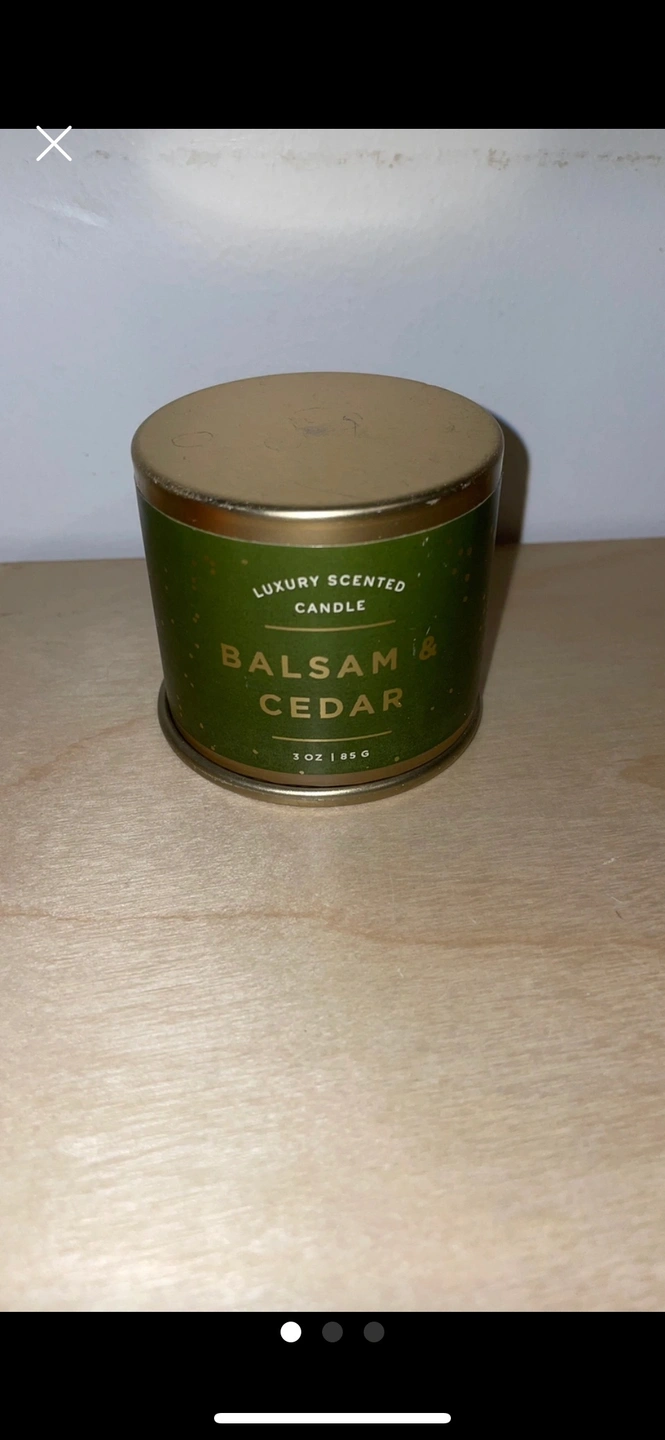 LUXURY SCENTED
CANDLE
BALSAM &
CEDAR
3 OZ | 85 G